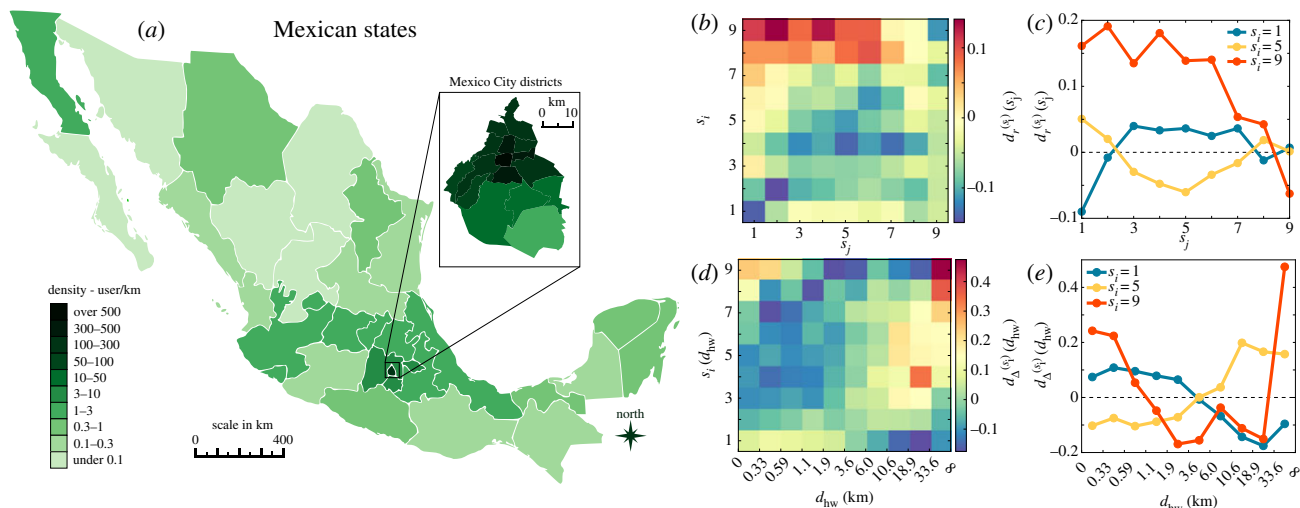 (a) Mexican states
Mexico City districts
km
0 10
density - user/km
over 500
300–500
100–300
50–100
10–50
3–10
1–3
0.3–1
0.1–0.3
under 0.1
scale in km
0 400
north
(b)
9
7
5
3
1
s_i
1 3 5 7 9
s_j
0.1
0
−0.1
d_r^(s_i) (s_j)
(c)
0.2
0.1
0
−0.1
d_r^(s_i) (s_j)
s_i = 1
s_i = 5
s_i = 9
1 3 5 7 9
s_j
(d)
9
7
5
3
1
s_i (d_hw)
0 0.33 0.59 1.1 1.9 3.6 6.0 10.6 18.9 33.6 ∞
d_hw (km)
0.4
0.3
0.2
0.1
0
−0.1
d_Δ^(s_i) (d_hw)
(e)
0.4
0.2
0
−0.2
d_Δ^(s_i) (d_hw)
s_i = 1
s_i = 5
s_i = 9
0 0.33 0.59 1.1 1.9 3.6 6.0 10.6 18.9 33.6 ∞
d_hw (km)